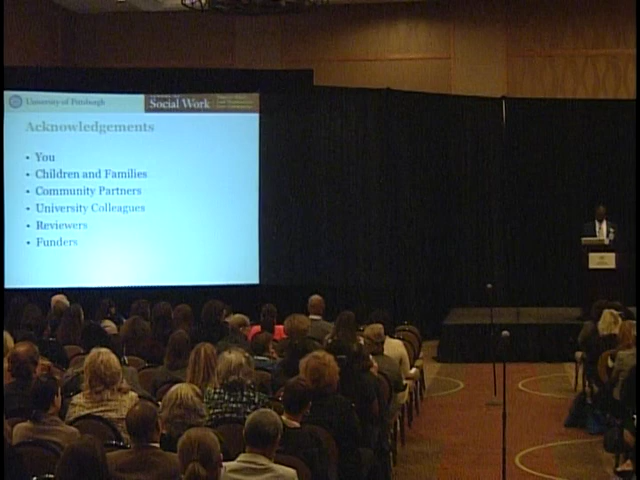 University of Pittsburgh
Social Work
Acknowledgements
• You
• Children and Families
• Community Partners
• University Colleagues
• Reviewers
• Funders